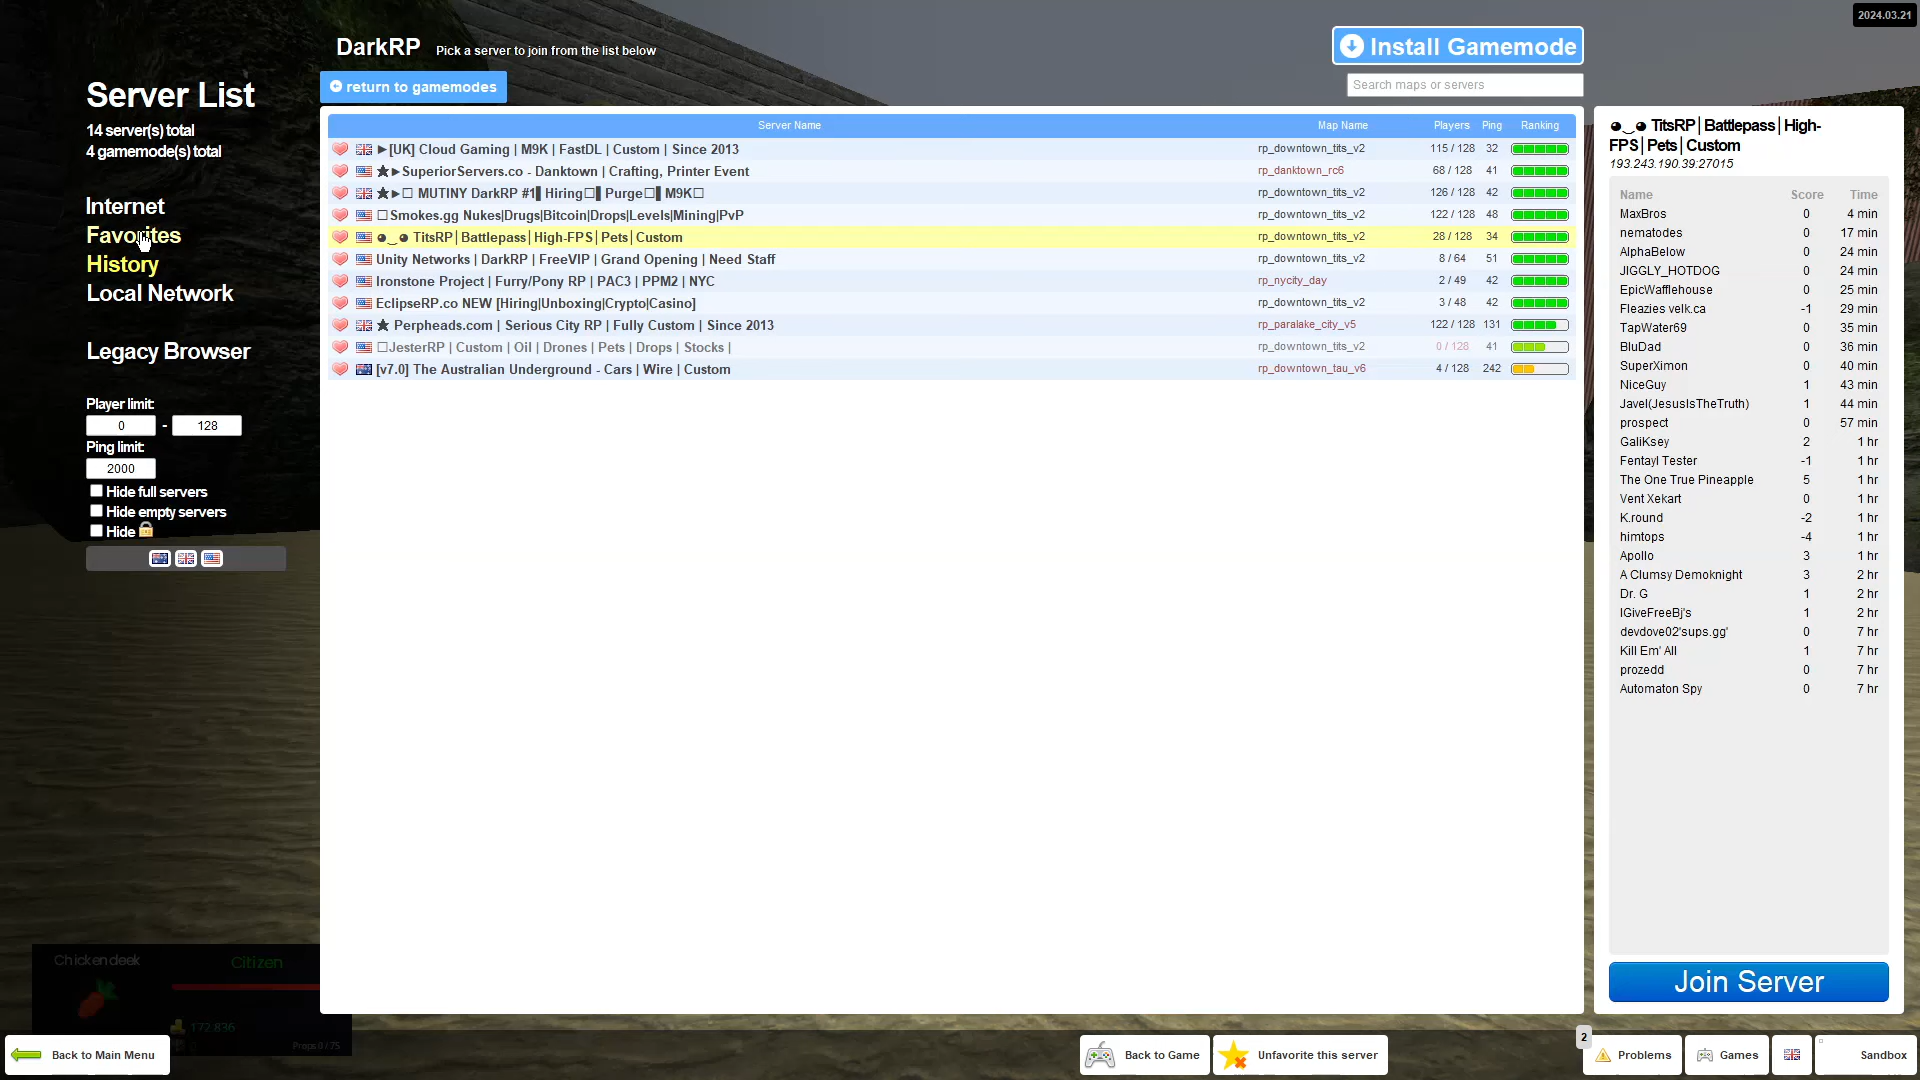 2024.03.21
DarkRP Pick a server to join from the list below
Install Gamemode
return to gamemodes
Search maps or servers
Server List
14 server(s) total
4 gamemode(s) total
Internet
Favorites
History
Local Network
Legacy Browser
Player limit:
0 - 128
Ping limit:
2000
Hide full servers
Hide empty servers
Hide
Server Name Map Name Players Ping Ranking
►[UK] Cloud Gaming | M9K | FastDL | Custom | Since 2013 rp_downtown_tits_v2 115 / 128 32
★►SuperiorServers.co - Danktown | Crafting, Printer Event rp_danktown_rc6 68 / 128 41
★►□ MUTINY DarkRP #1▌Hiring□▌Purge□▌M9K□ rp_downtown_tits_v2 126 / 128 42
□Smokes.gg Nukes|Drugs|Bitcoin|Drops|Levels|Mining|PvP rp_downtown_tits_v2 122 / 128 48
◕‿◕ TitsRP│Battlepass│High-FPS│Pets│Custom rp_downtown_tits_v2 28 / 128 34
Unity Networks | DarkRP | FreeVIP | Grand Opening | Need Staff rp_downtown_tits_v2 8 / 64 51
Ironstone Project | Furry/Pony RP | PAC3 | PPM2 | NYC rp_nycity_day 2 / 49 42
EclipseRP.co NEW [Hiring|Unboxing|Crypto|Casino] rp_downtown_tits_v2 3 / 48 42
★ Perpheads.com | Serious City RP | Fully Custom | Since 2013 rp_paralake_city_v5 122 / 128 131
□JesterRP | Custom | Oil | Drones | Pets | Drops | Stocks | rp_downtown_tits_v2 0 / 128 41
[v7.0] The Australian Underground - Cars | Wire | Custom rp_downtown_tau_v6 4 / 128 242
◕‿◕ TitsRP│Battlepass│High-
FPS│Pets│Custom
193.243.190.39:27015
Name Score Time
MaxBros 0 4 min
nematodes 0 17 min
AlphaBelow 0 24 min
JIGGLY_HOTDOG 0 24 min
EpicWafflehouse 0 25 min
Fleazies velk.ca -1 29 min
TapWater69 0 35 min
BluDad 0 36 min
SuperXimon 0 40 min
NiceGuy 1 43 min
Javel(JesusIsTheTruth) 1 44 min
prospect 0 57 min
GaliKsey 2 1 hr
Fentayl Tester -1 1 hr
The One True Pineapple 5 1 hr
Vent Xekart 0 1 hr
K.round -2 1 hr
himtops -4 1 hr
Apollo 3 1 hr
A Clumsy Demoknight 3 2 hr
Dr. G 1 2 hr
IGiveFreeBj's 1 2 hr
devdove02'sups.gg' 0 7 hr
Kill Em' All 1 7 hr
prozedd 0 7 hr
Automaton Spy 0 7 hr
Join Server
Chickendeek Citizen
172,836
0 Props 0 / 75
Back to Main Menu
Back to Game
Unfavorite this server
2
Problems
Games
Sandbox